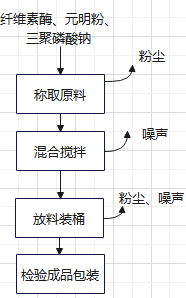 纤维素酶、元明粉、
三聚磷酸钠
粉尘
称取原料
噪声
混合搅拌
粉尘、噪声
放料装桶
检验成品包装